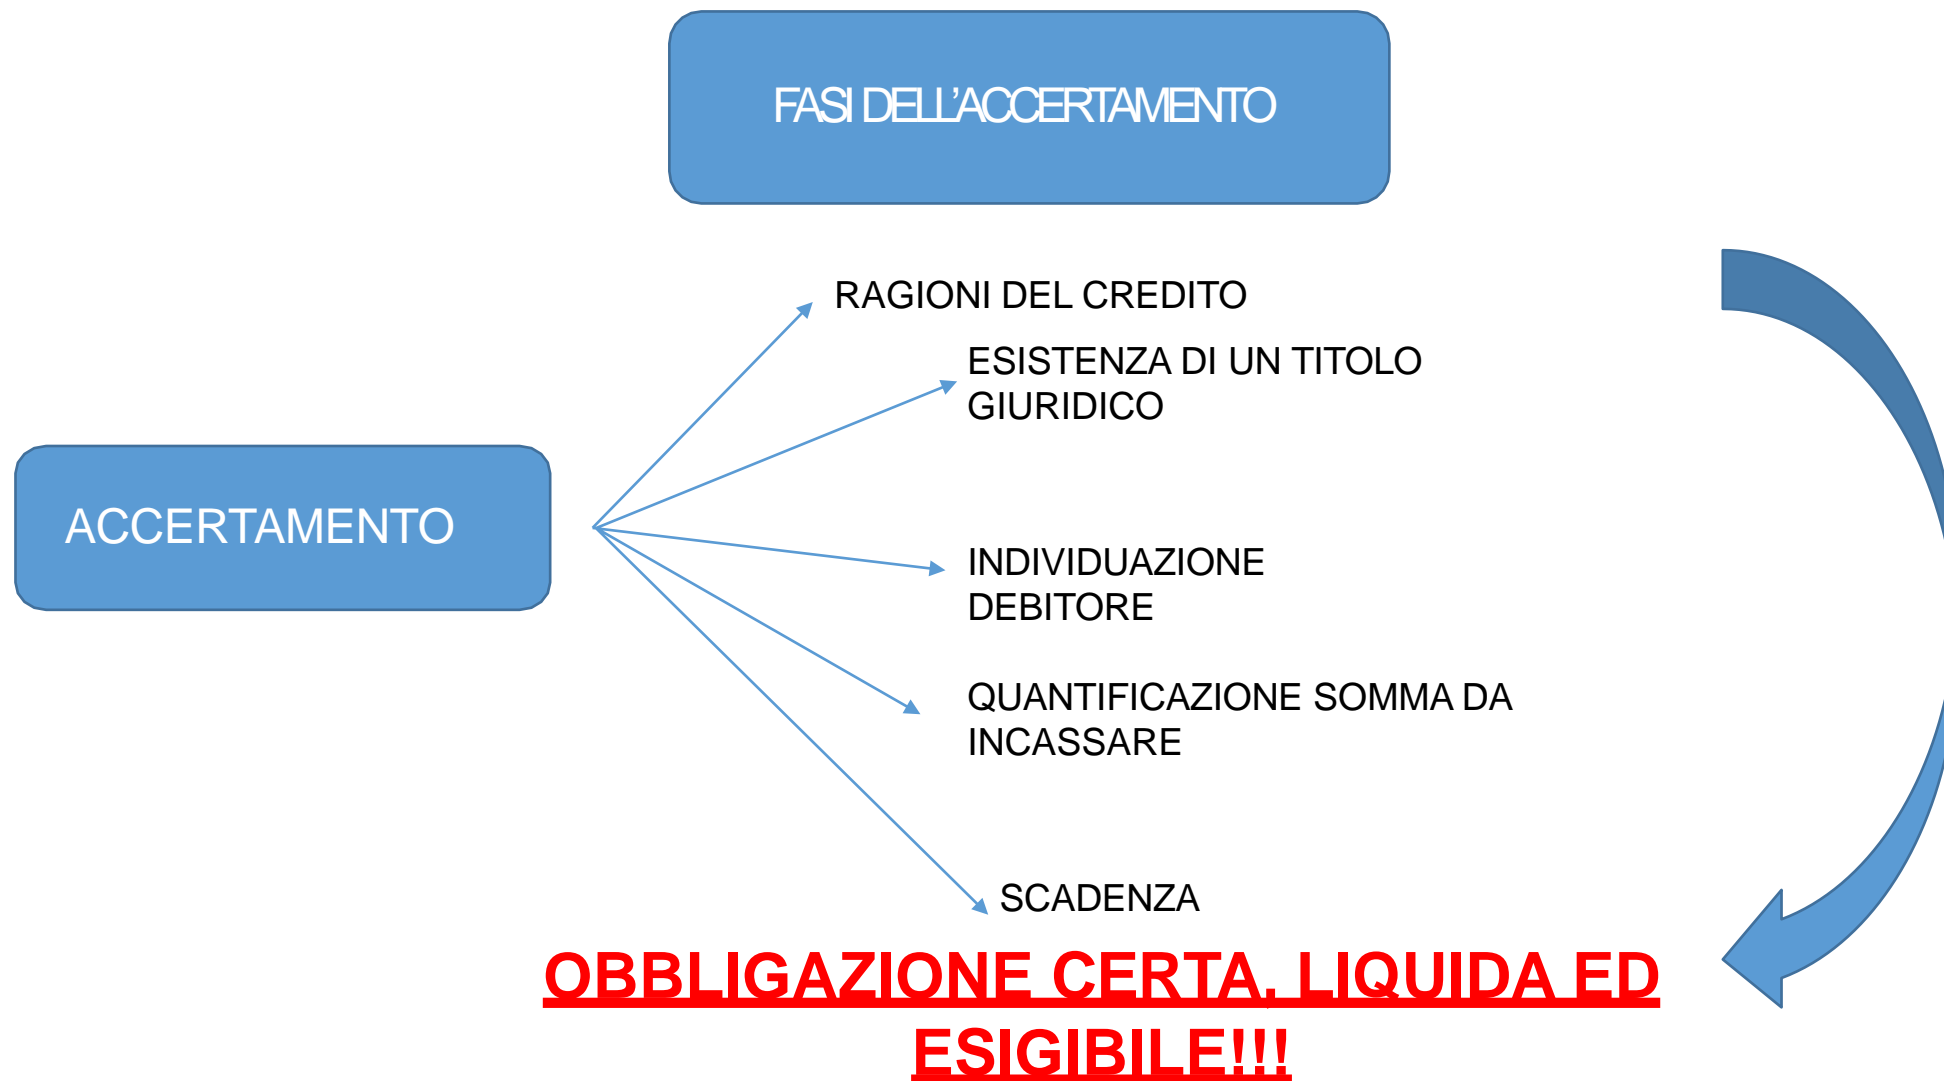 FASI DELL'ACCERTAMENTO
RAGIONI DEL CREDITO
ESISTENZA DI UN TITOLO
GIURIDICO
ACCERTAMENTO
INDIVIDUAZIONE
DEBITORE
QUANTIFICAZIONE SOMMA DA
INCASSARE
SCADENZA
OBBLIGAZIONE CERTA, LIQUIDA ED
ESIGIBILE!!!